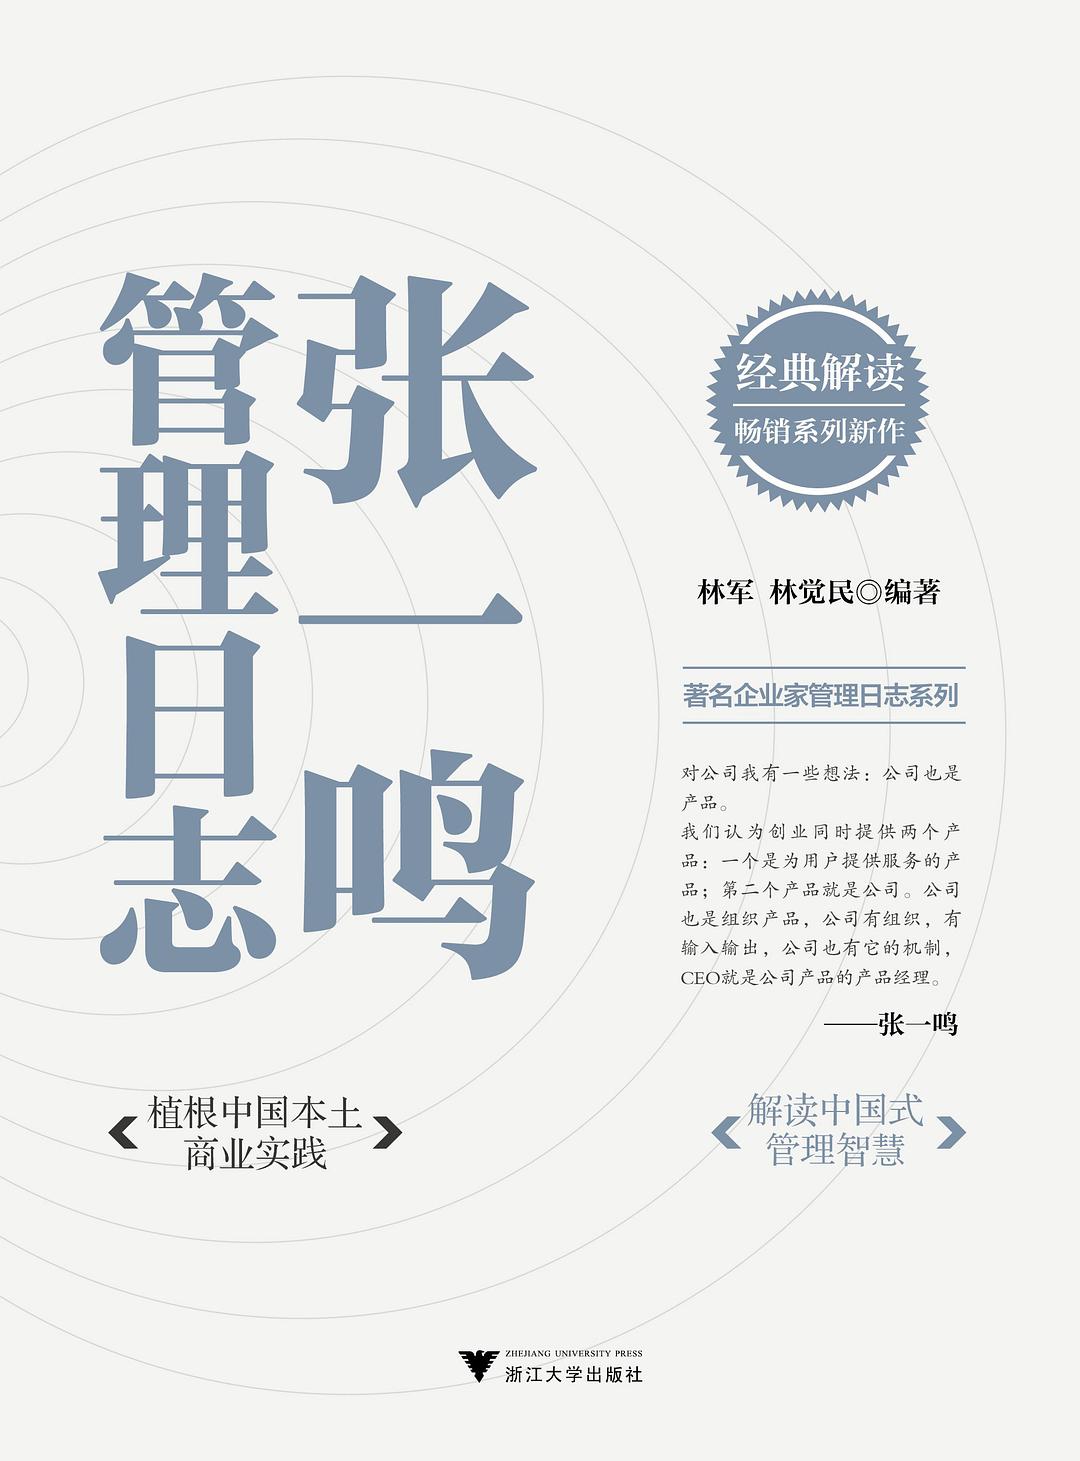 张一鸣
管理日志
经典解读
畅销系列新作
林军 林觉民◎编著
著名企业家管理日志系列
对公司我有一些想法：公司也是
产品。
我们认为创业同时提供两个产
品：一个是为用户提供服务的产
品；第二个产品就是公司。公司
也是组织产品，公司有组织，有
输入输出，公司也有它的机制，
CEO就是公司产品的产品经理。
——张一鸣
植根中国本土
商业实践
解读中国式
管理智慧
ZHEJIANG UNIVERSITY PRESS
浙江大学出版社